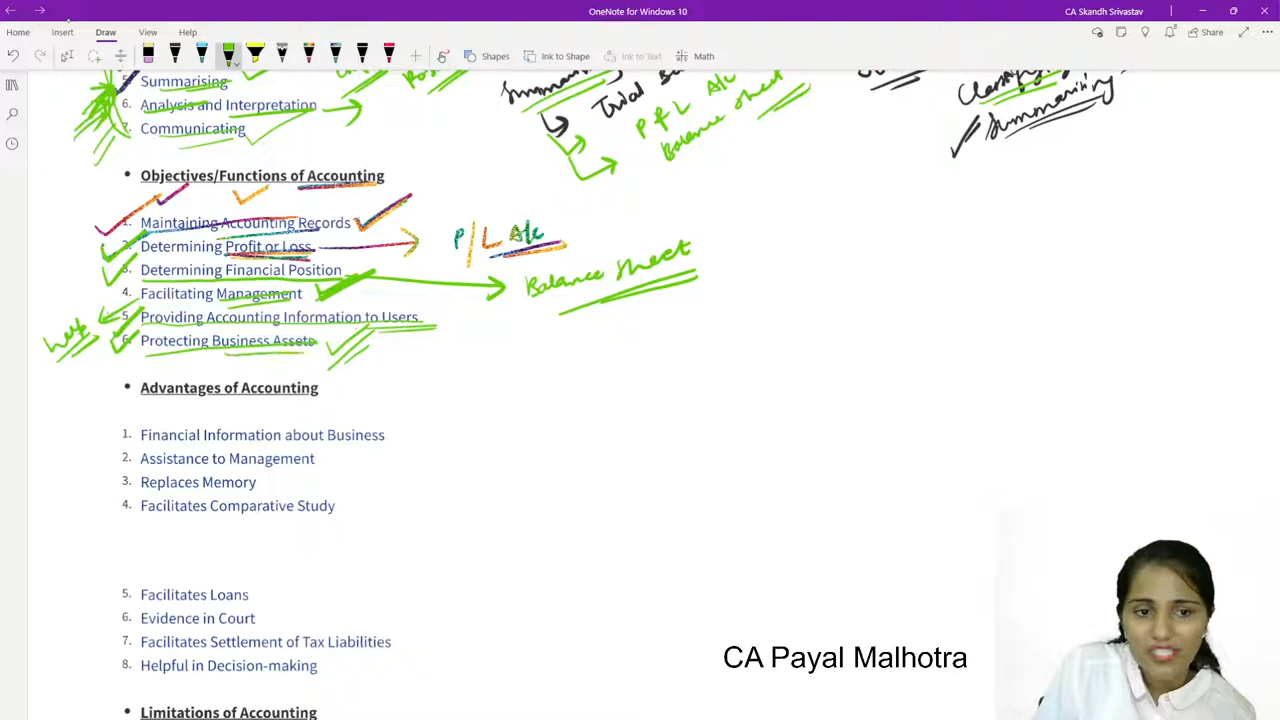 OneNote for Windows 10
CA Skandh Srivastav
Home Insert Draw View Help
Share
Shapes Ink to Shape Ink to Text Math
5. Summarising
6. Analysis and Interpretation
7. Communicating
Trial
P & L A/c
Balance Sheet
Summarising
• Objectives/Functions of Accounting
1. Maintaining Accounting Records
2. Determining Profit or Loss
P/L A/c
3. Determining Financial Position
Balance Sheet
4. Facilitating Management
5. Providing Accounting Information to Users
6. Protecting Business Assets
• Advantages of Accounting
1. Financial Information about Business
2. Assistance to Management
3. Replaces Memory
4. Facilitates Comparative Study
5. Facilitates Loans
6. Evidence in Court
7. Facilitates Settlement of Tax Liabilities
8. Helpful in Decision-making
CA Payal Malhotra
• Limitations of Accounting